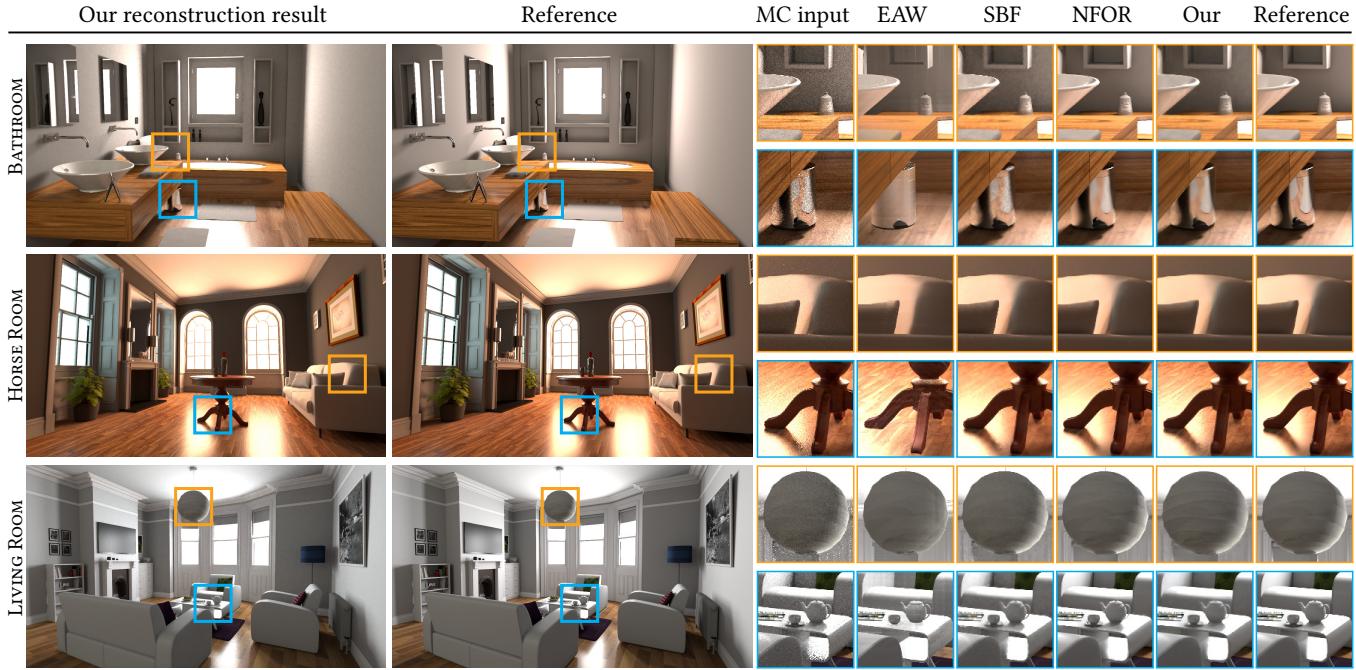 Our reconstruction result Reference MC input EAW SBF NFOR Our Reference
BATHROOM
HORSE ROOM
LIVING ROOM